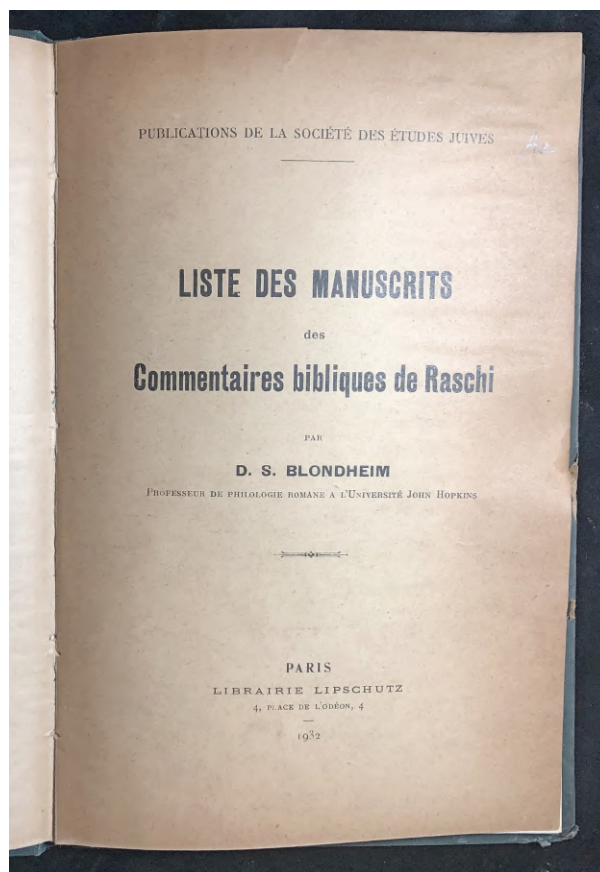 PUBLICATIONS DE LA SOCIÉTÉ DES ÉTUDES JUIVES
LISTE DES MANUSCRITS
des
Commentaires bibliques de Raschi
PAR
D. S. BLONDHEIM
PROFESSEUR DE PHILOLOGIE ROMANE A L'UNIVERSITÉ JOHN HOPKINS
PARIS
LIBRAIRIE LIPSCHUTZ
4, PLACE DE L'ODÉON, 4
1932